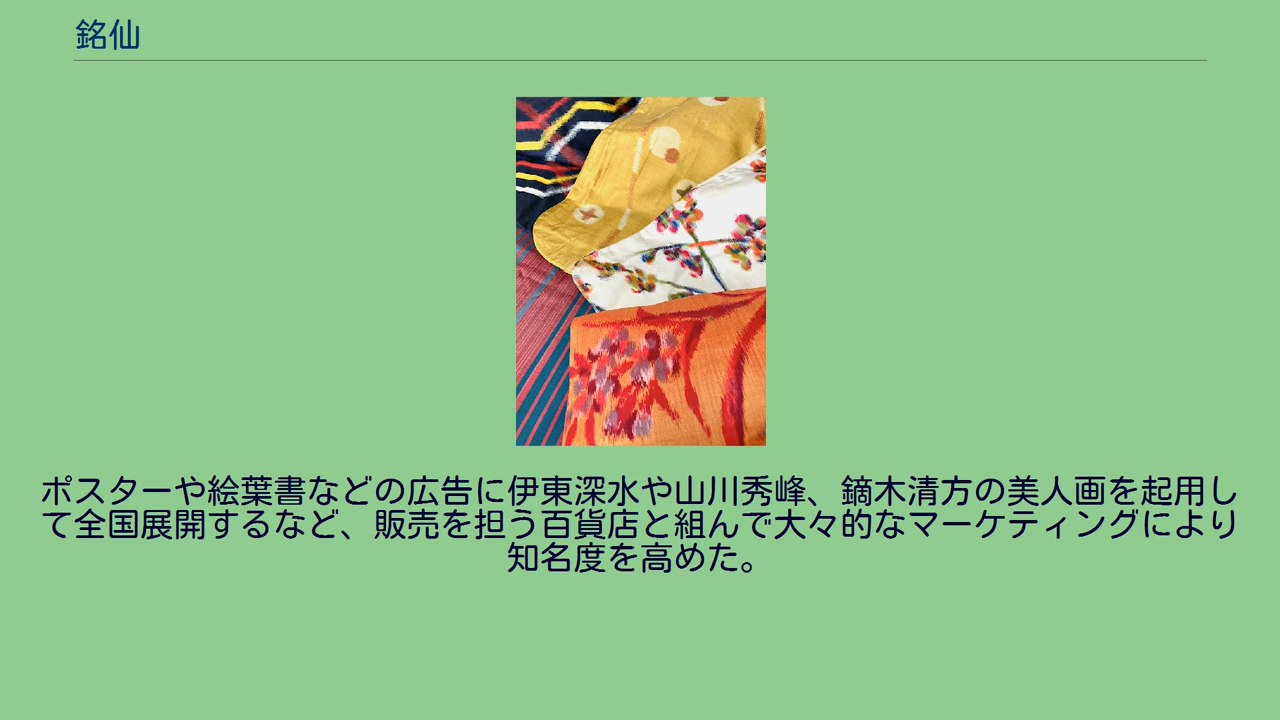 銘仙
ポスターや絵葉書などの広告に伊東深水や山川秀峰、鏑木清方の美人画を起用し
て全国展開するなど、販売を担う百貨店と組んで大々的なマーケティングにより
知名度を高めた。